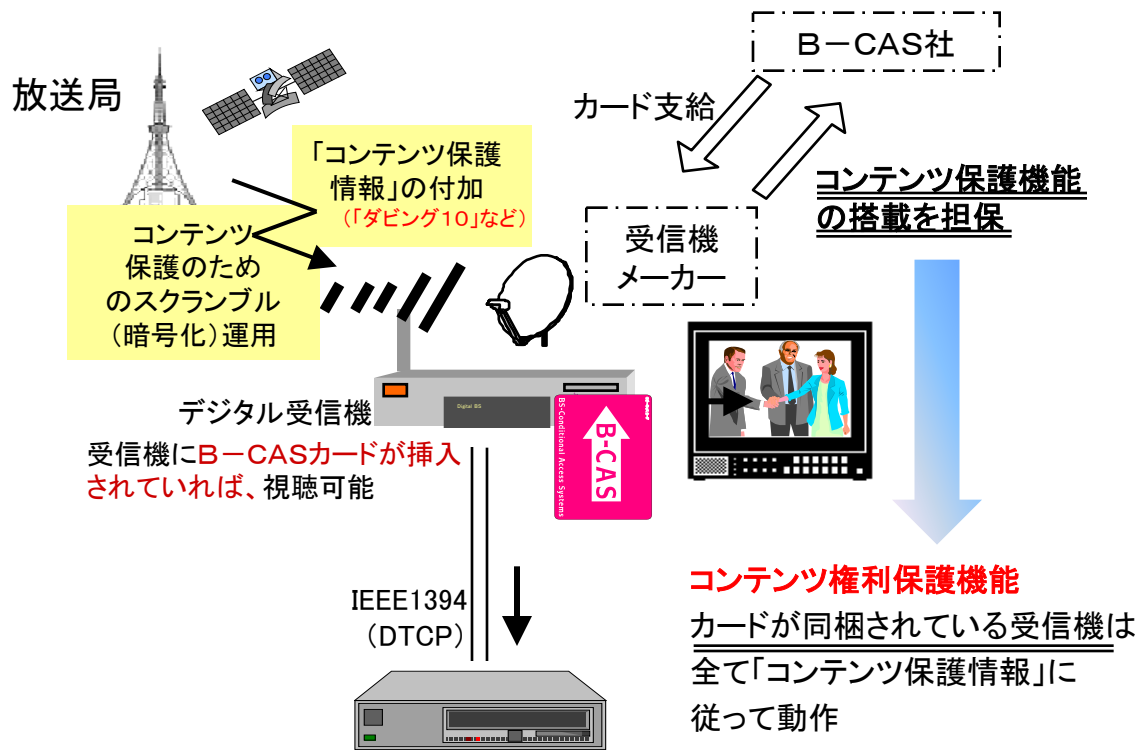 B－CAS社
放送局
カード支給
「コンテンツ保護
情報」の付加
（「ダビング１０」など）
コンテンツ保護機能
の搭載を担保
コンテンツ
保護のため
のスクランブル
（暗号化）運用
受信機
メーカー
Digital BS
デジタル受信機
受信機にB－CASカードが挿入
されていれば、視聴可能
B-CAS
BS-Conditional Access Systems
IEEE1394
（DTCP）
コンテンツ権利保護機能
カードが同梱されている受信機は
全て「コンテンツ保護情報」に
従って動作